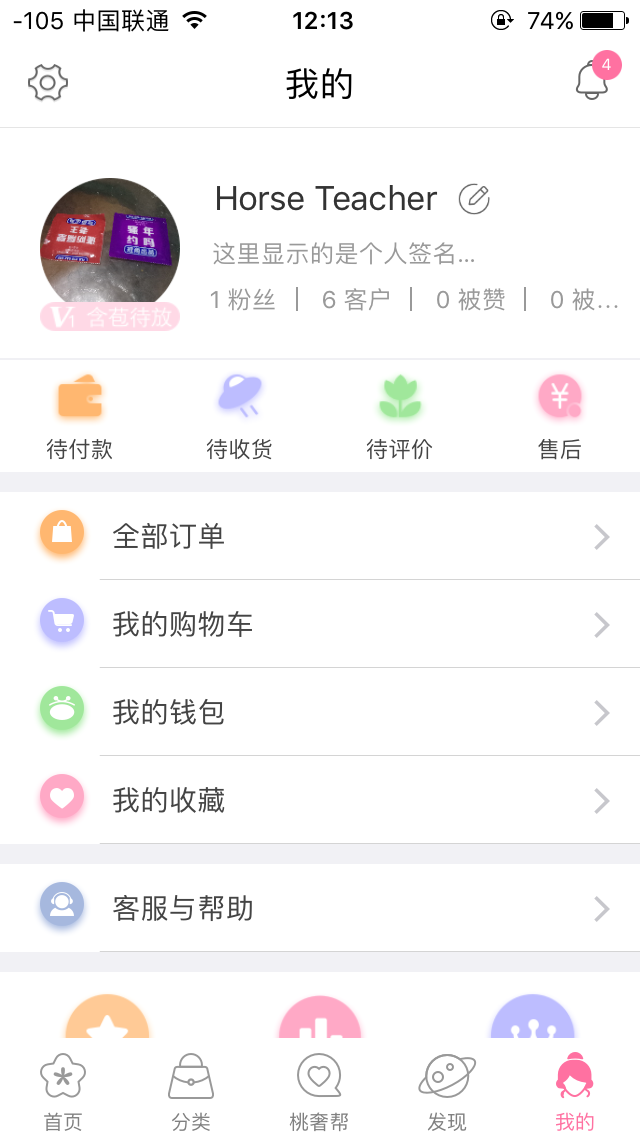 -105 中国联通 12:13 74%
我的
4
Horse Teacher
这里显示的是个人签名...
1 粉丝 | 6 客户 | 0 被赞 | 0 被...
V1 含苞待放
待付款 待收货 待评价 售后
全部订单
我的购物车
我的钱包
我的收藏
客服与帮助
首页 分类 桃奢帮 发现 我的